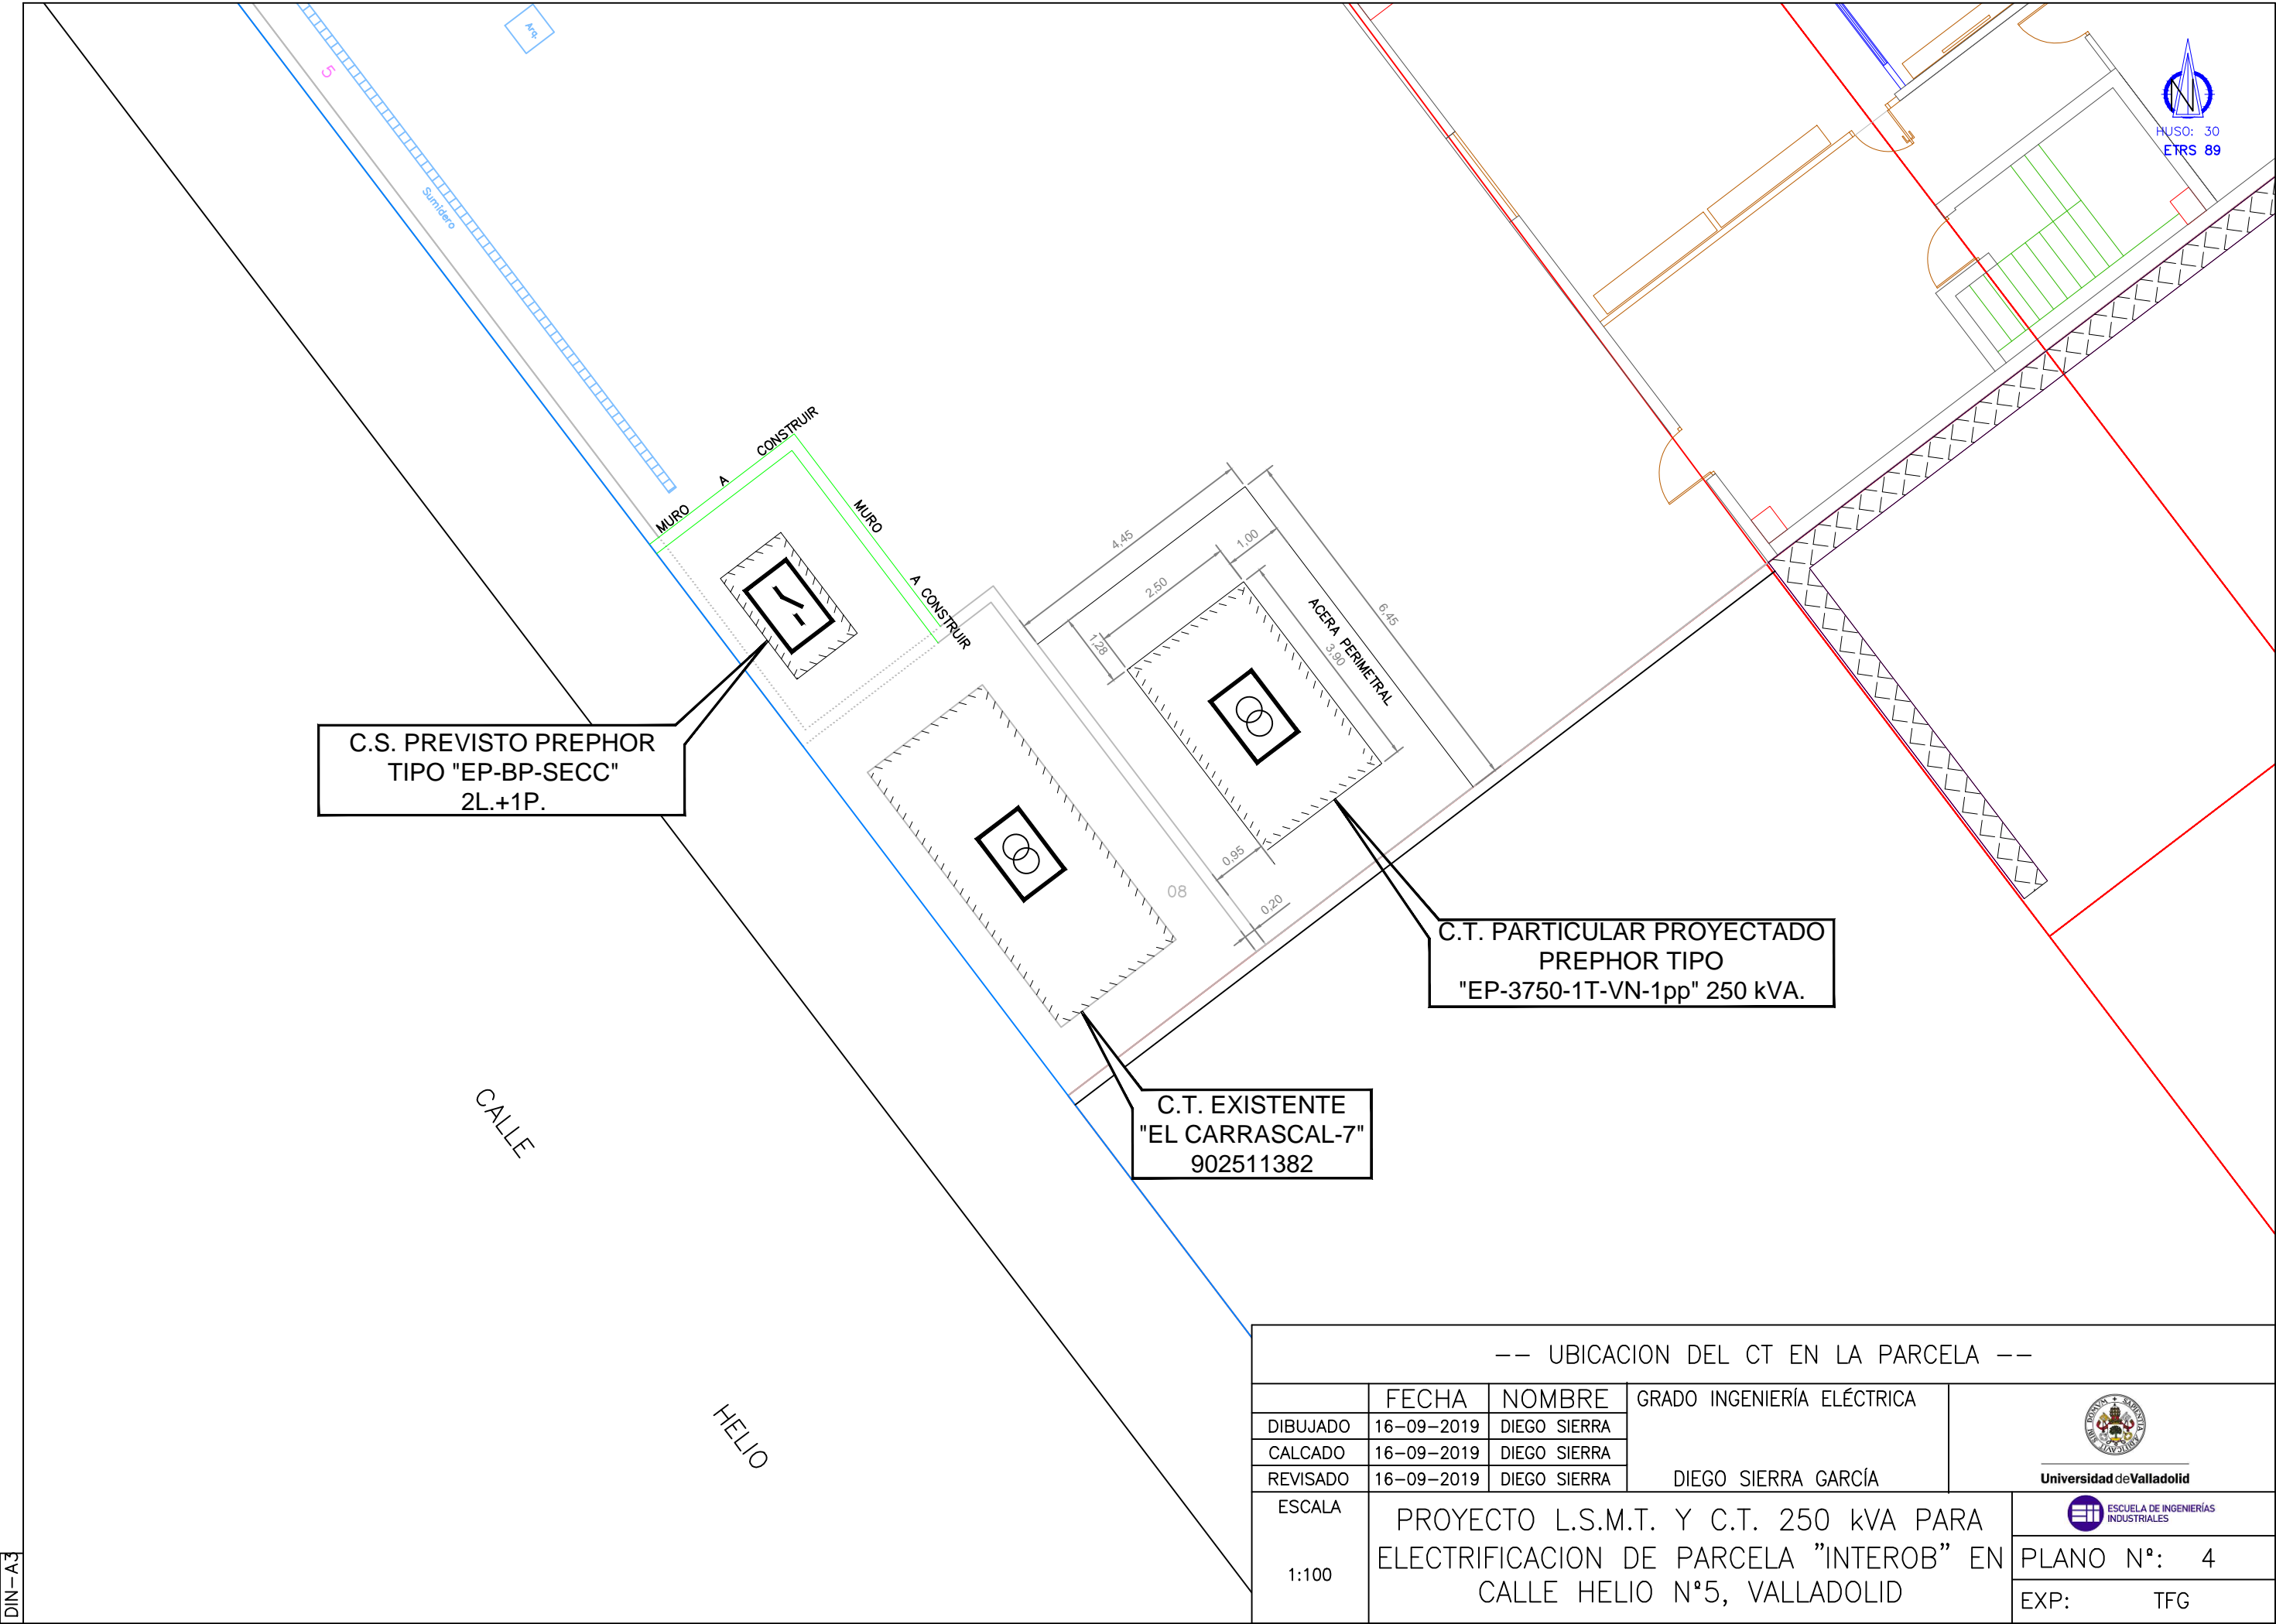 Arq.
5
Sumidero
HUSO: 30
ETRS 89
N
MURO A CONSTRUIR
MURO A CONSTRUIR
4,45
1,00
2,50
1,28
6,45
3,90
ACERA PERIMETRAL
0,95
0,20
08
C.S. PREVISTO PREPHOR
TIPO "EP-BP-SECC"
2L.+1P.
C.T. PARTICULAR PROYECTADO
PREPHOR TIPO
"EP-3750-1T-VN-1pp" 250 kVA.
C.T. EXISTENTE
"EL CARRASCAL-7"
902511382
CALLE
HELIO
-- UBICACION DEL CT EN LA PARCELA --
FECHA NOMBRE GRADO INGENIERÍA ELÉCTRICA
DIBUJADO 16-09-2019 DIEGO SIERRA
CALCADO 16-09-2019 DIEGO SIERRA
REVISADO 16-09-2019 DIEGO SIERRA DIEGO SIERRA GARCÍA
Universidad de Valladolid
ESCALA
1:100
PROYECTO L.S.M.T. Y C.T. 250 kVA PARA
ELECTRIFICACION DE PARCELA "INTEROB" EN
CALLE HELIO Nº5, VALLADOLID
ESCUELA DE INGENIERÍAS
INDUSTRIALES
PLANO Nº: 4
EXP: TFG
DIN-A3